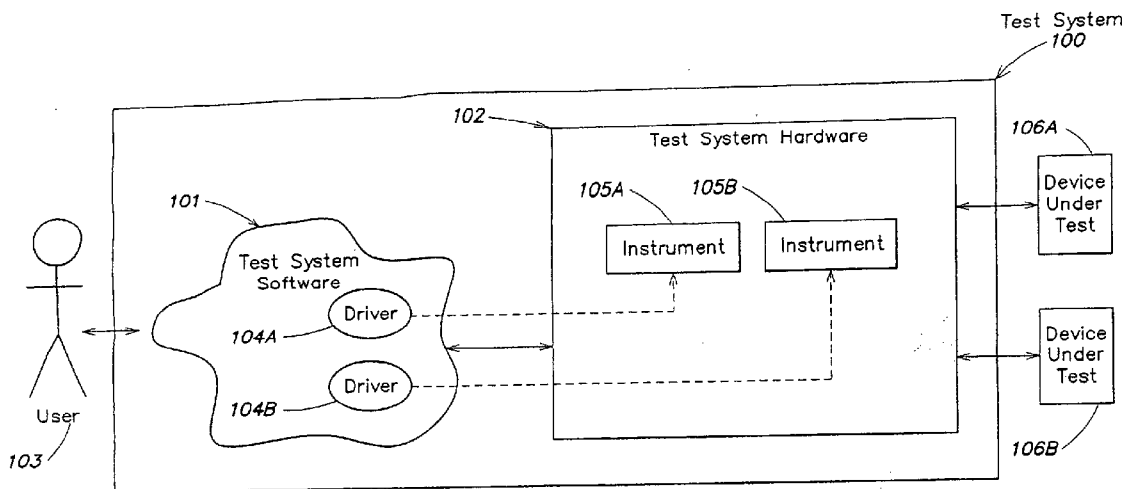 Test System
100
102
Test System Hardware
106A
Device
Under
Test
105A
105B
Instrument
Instrument
101
Test System
Software
Driver
104A
Driver
104B
User
103
Device
Under
Test
106B